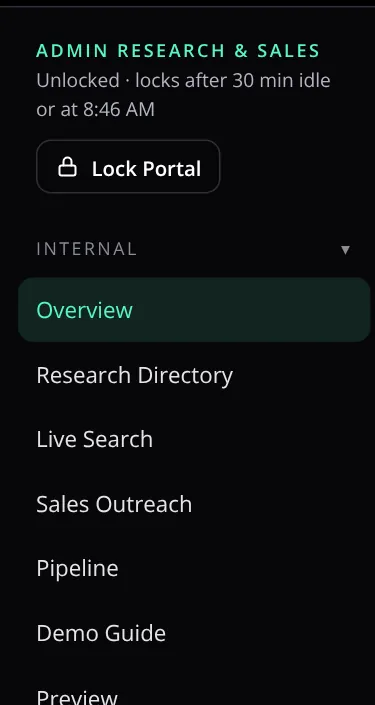 ADMIN RESEARCH & SALES
Unlocked · locks after 30 min idle
or at 8:46 AM
Lock Portal
INTERNAL
Overview
Research Directory
Live Search
Sales Outreach
Pipeline
Demo Guide
Preview